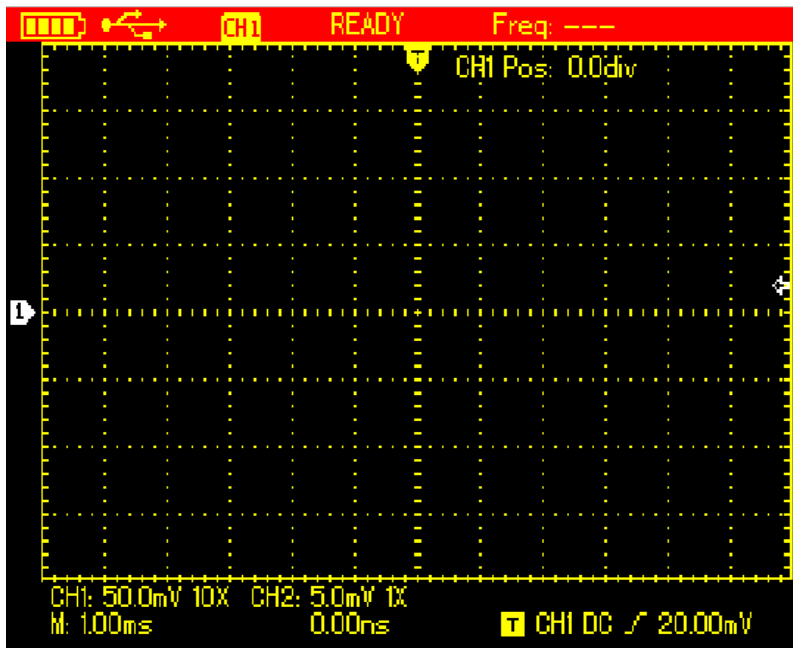 CH1 READY Freq: ---
T CH1 Pos: 0.0div
1
CH1: 50.0mV 10X CH2: 5.0mV 1X
M: 1.00ms 0.00ns T CH1 DC 20.00mV